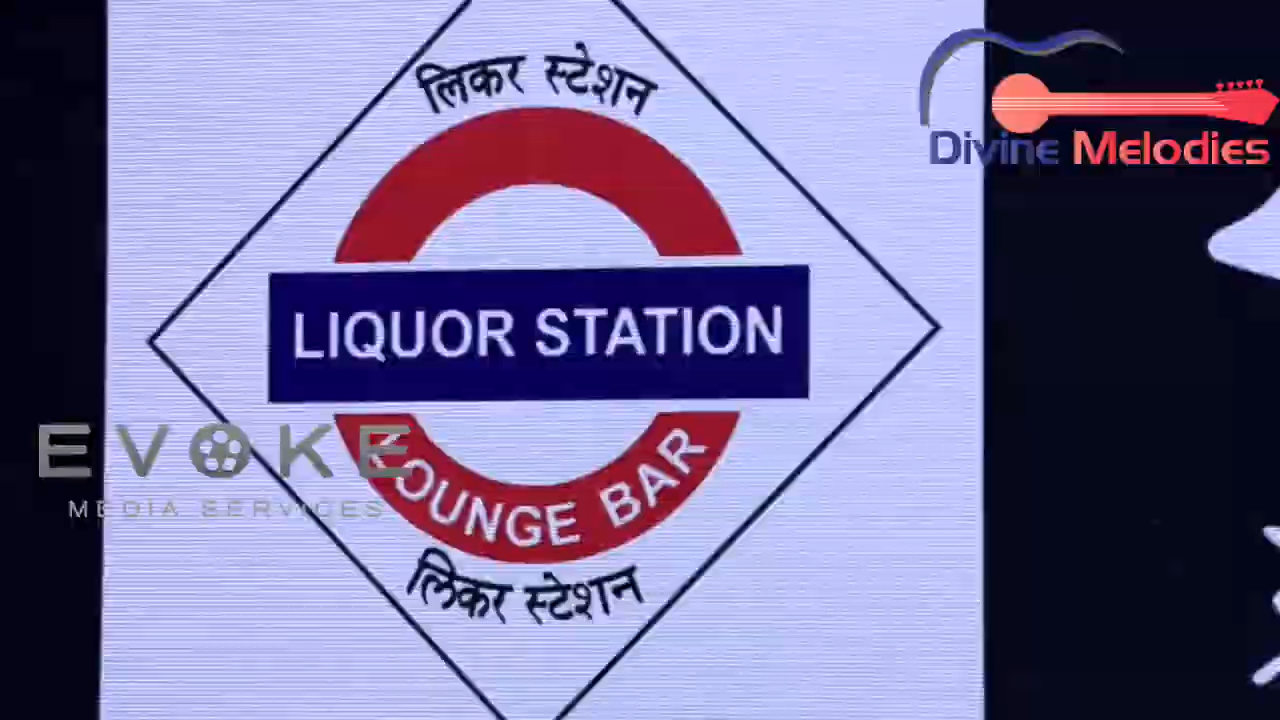 लिकर स्टेशन
Divine Melodies
LIQUOR STATION
EVOKE
MEDIA SERVICES
LOUNGE BAR
लिकर स्टेशन